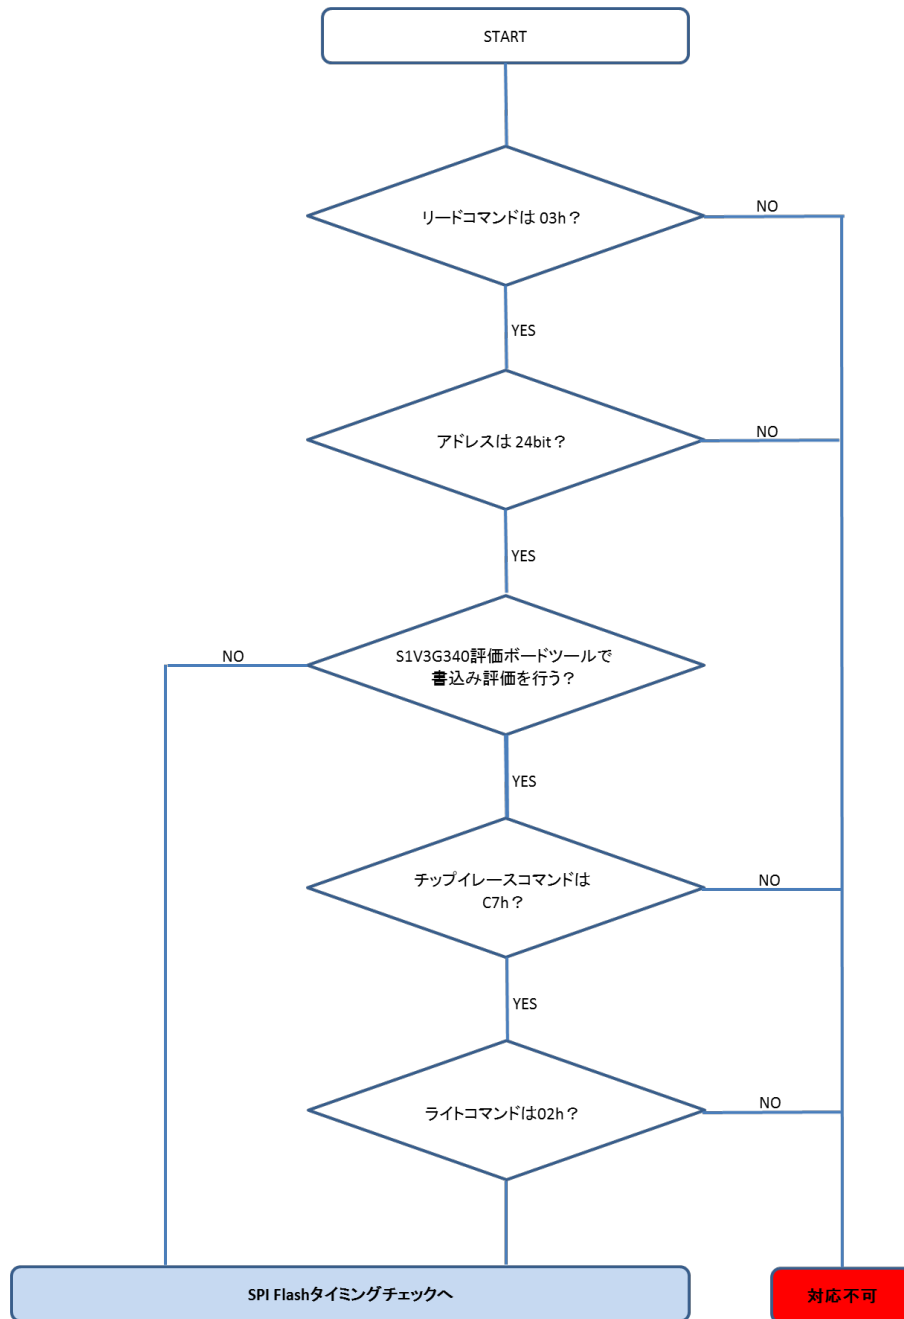 START
リードコマンドは 03h？
NO
YES
アドレスは 24bit？
NO
YES
S1V3G340評価ボードツールで
書込み評価を行う？
NO
YES
チップイレースコマンドは
C7h？
NO
YES
ライトコマンドは02h？
NO
SPI Flashタイミングチェックへ
対応不可